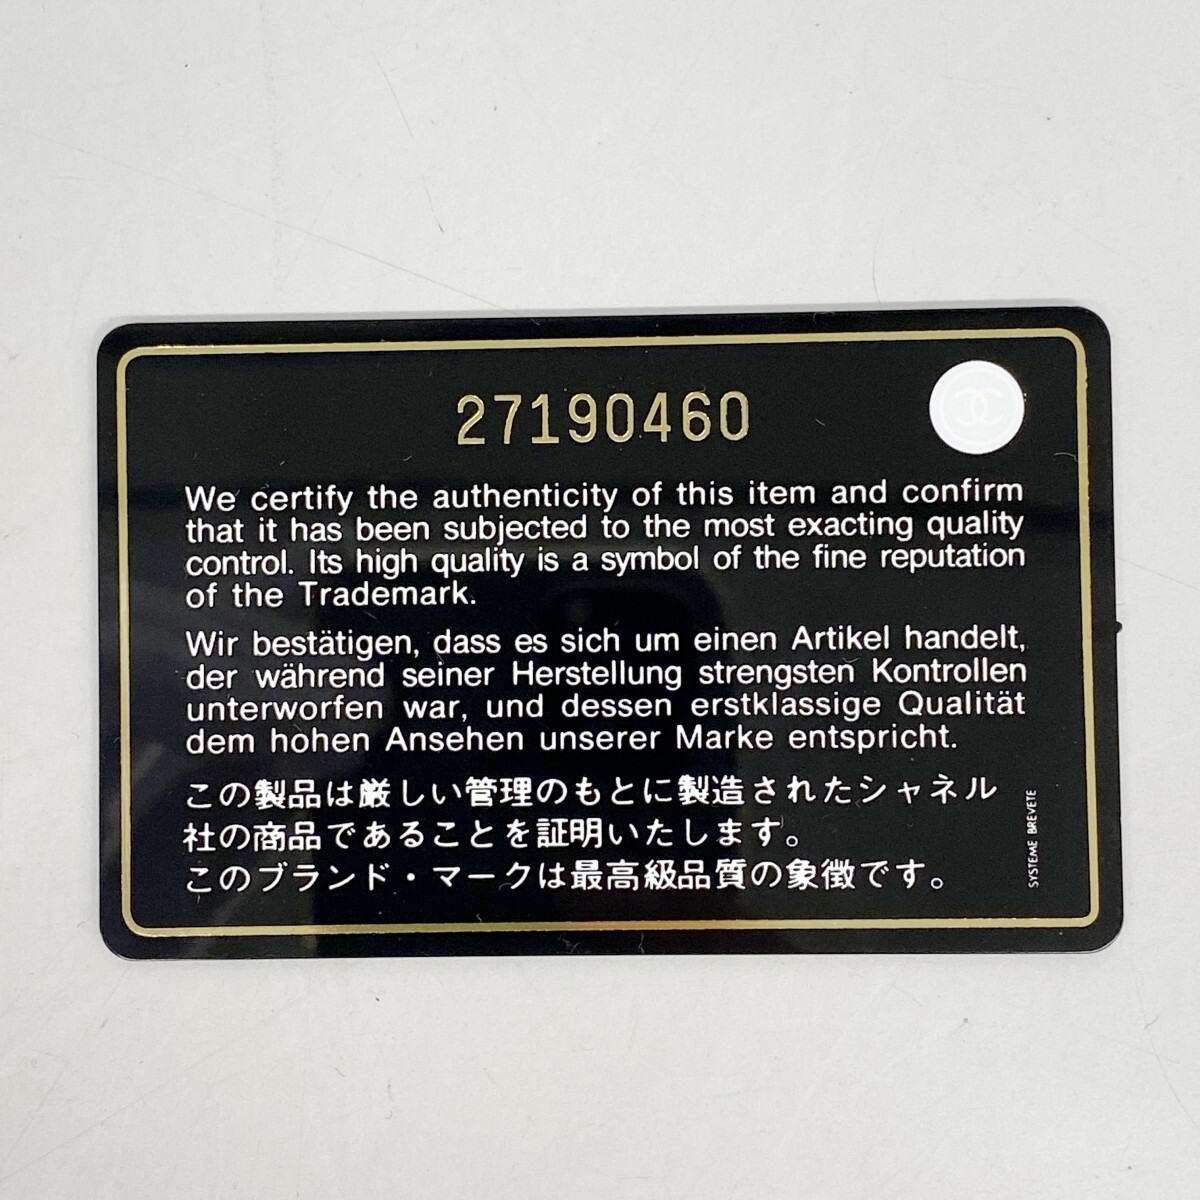 27190460
We certify the authenticity of this item and confirm
that it has been subjected to the most exacting quality
control. Its high quality is a symbol of the fine reputation
of the Trademark.
Wir bestätigen, dass es sich um einen Artikel handelt,
der während seiner Herstellung strengsten Kontrollen
unterworfen war, und dessen erstklassige Qualität
dem hohen Ansehen unserer Marke entspricht.
この製品は厳しい管理のもとに製造されたシャネル
社の商品であることを証明いたします。
このブランド・マークは最高級品質の象徴です。
SYSTEME BREVETE